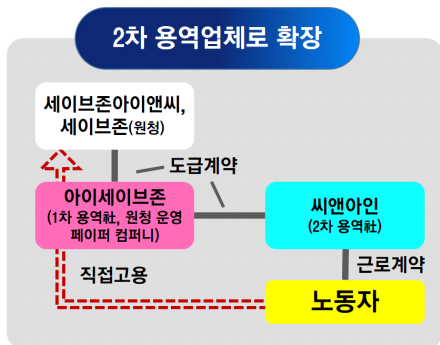 2차 용역업체로 확장
세이브존아이앤씨,
세이브존(원청)
도급계약
아이세이브존
(1차 용역社, 원청 운영
페이퍼 컴퍼니)
씨앤아인
(2차 용역社)
직접고용
근로계약
노동자